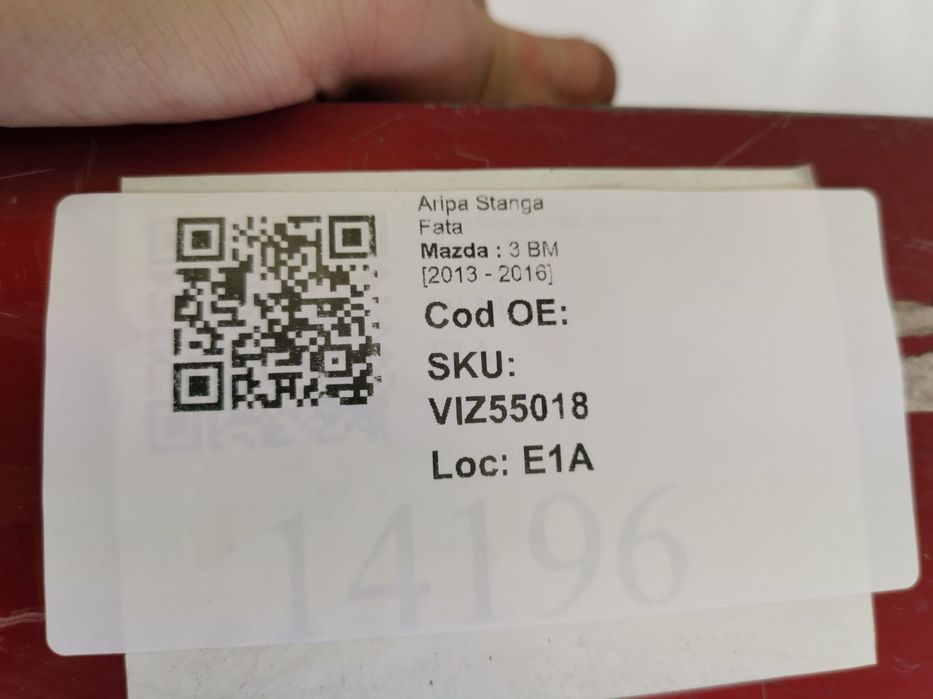 Aripa Stanga
Fata
Mazda : 3 BM
[2013 - 2016]
Cod OE:
SKU:
VIZ55018
Loc: E1A
14196